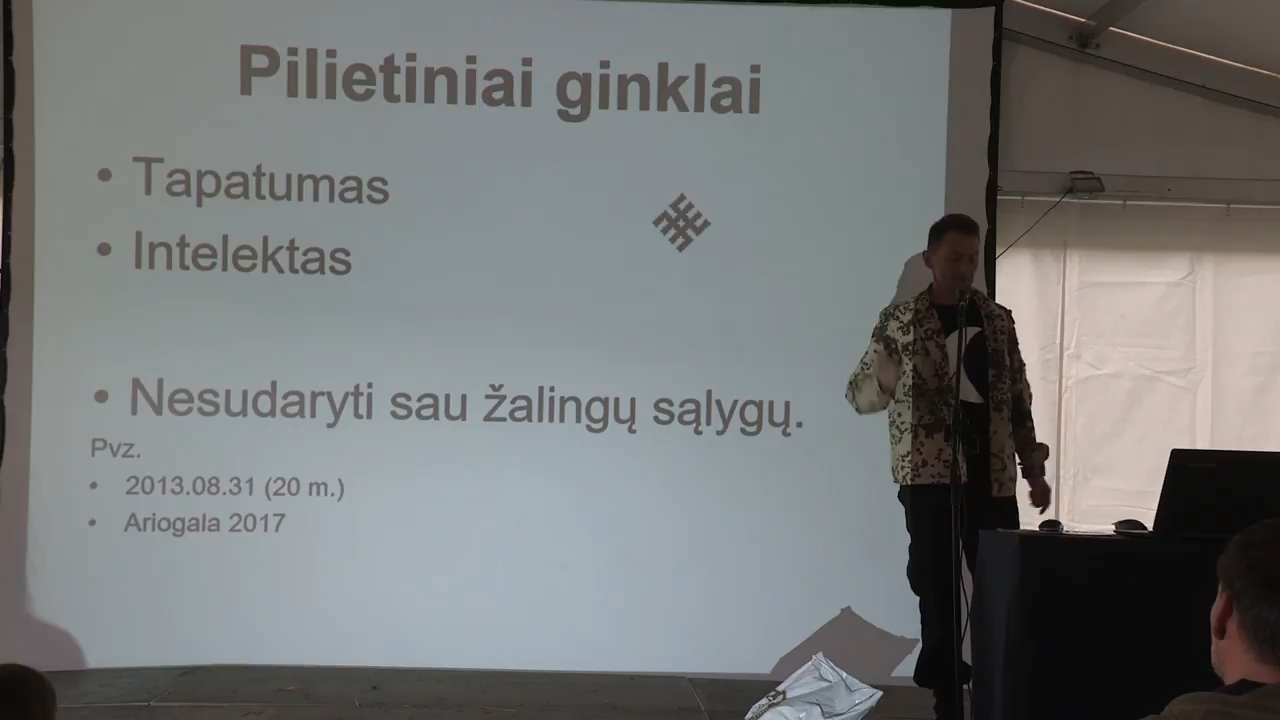 Pilietiniai ginklai
• Tapatumas
• Intelektas
• Nesudaryti sau žalingų sąlygų.
Pvz.
• 2013.08.31 (20 m.)
• Ariogala 2017